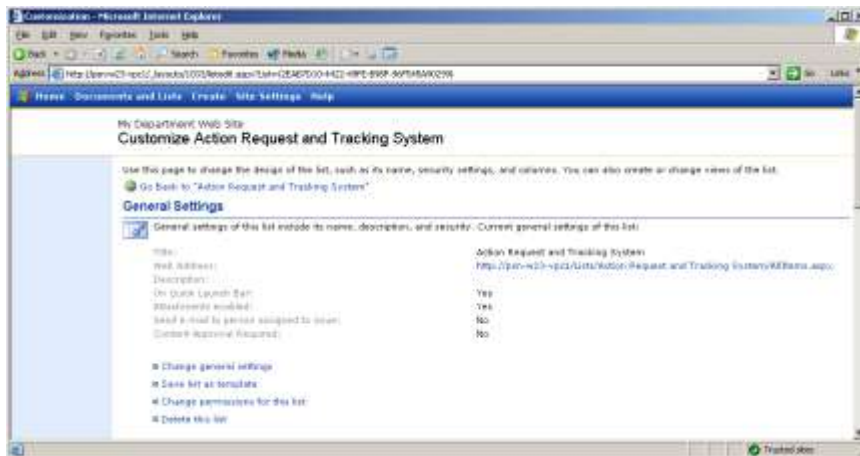 Customization - Microsoft Internet Explorer
File Edit View Favorites Tools Help
Back Search Favorites Media
Address Go Links
Home Documents and Lists Create Site Settings Help
My Department Web Site
Customize Action Request and Tracking System
Use this page to change the design of the list, such as its name, security settings, and columns. You can also create or change views of the list.
Go Back to "Action Request and Tracking System"
General Settings
General settings of this list include its name, description, and security. Current general settings of this list:
Title: Action Request and Tracking System
Web Address:
Description:
On Quick Launch Bar: Yes
Attachments enabled: Yes
Send e-mail to person assigned to issue: No
Content Approval Required: No
Change general settings
Save list as template
Change permissions for this list
Delete this list
Trusted sites